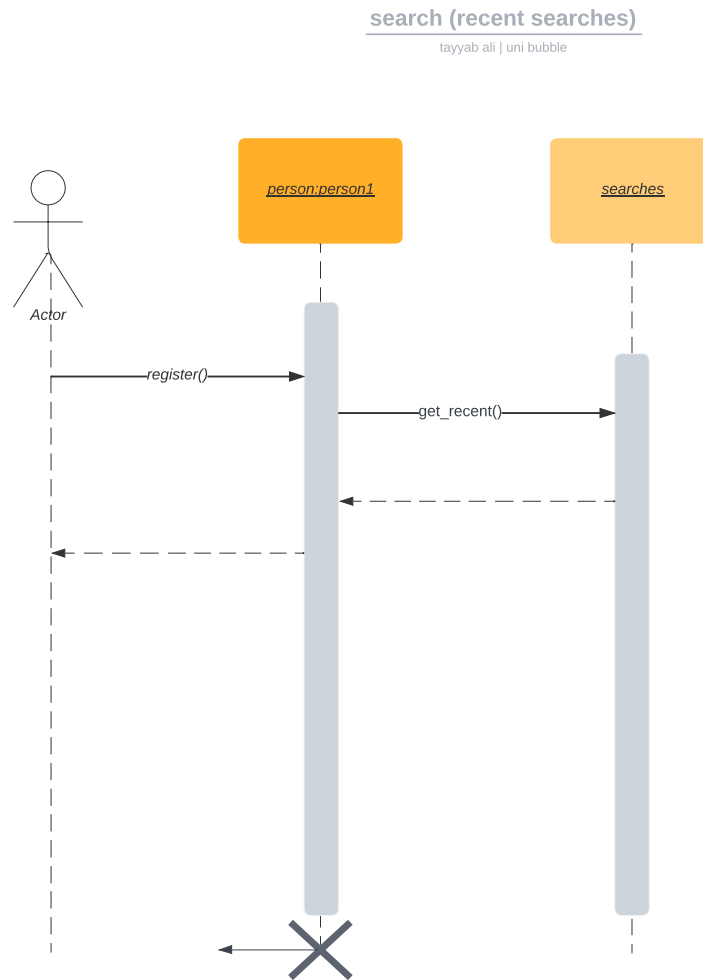 search (recent searches)
tayyab ali | uni bubble
person:person1
searches
Actor
register()
get_recent()